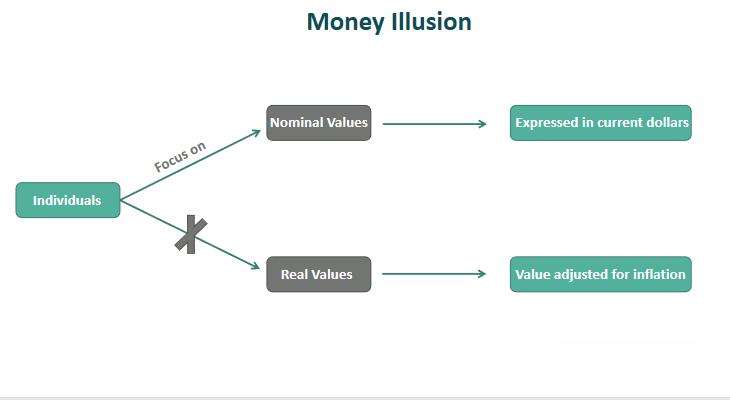 Money Illusion
Focus on
Nominal Values
Expressed in current dollars
Individuals
Real Values
Value adjusted for inflation